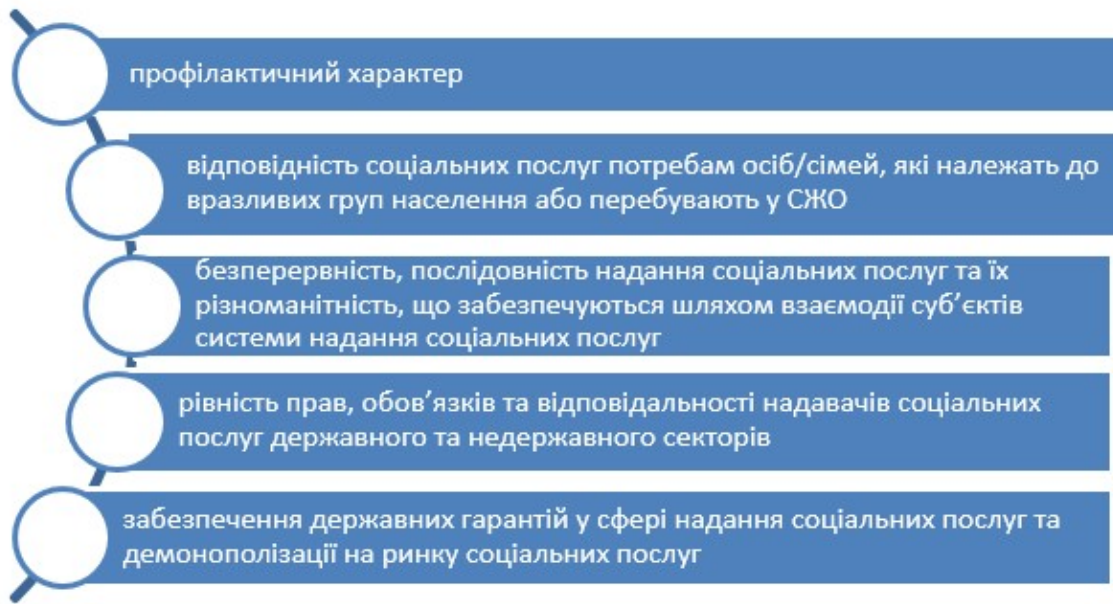 профілактичний характер
відповідність соціальних послуг потребам осіб/сімей, які належать до
вразливих груп населення або перебувають у СЖО
безперервність, послідовність надання соціальних послуг та їх
різноманітність, що забезпечуються шляхом взаємодії суб’єктів
системи надання соціальних послуг
рівність прав, обов’язків та відповідальності надавачів соціальних
послуг державного та недержавного секторів
забезпечення державних гарантій у сфері надання соціальних послуг та
демонополізації на ринку соціальних послуг